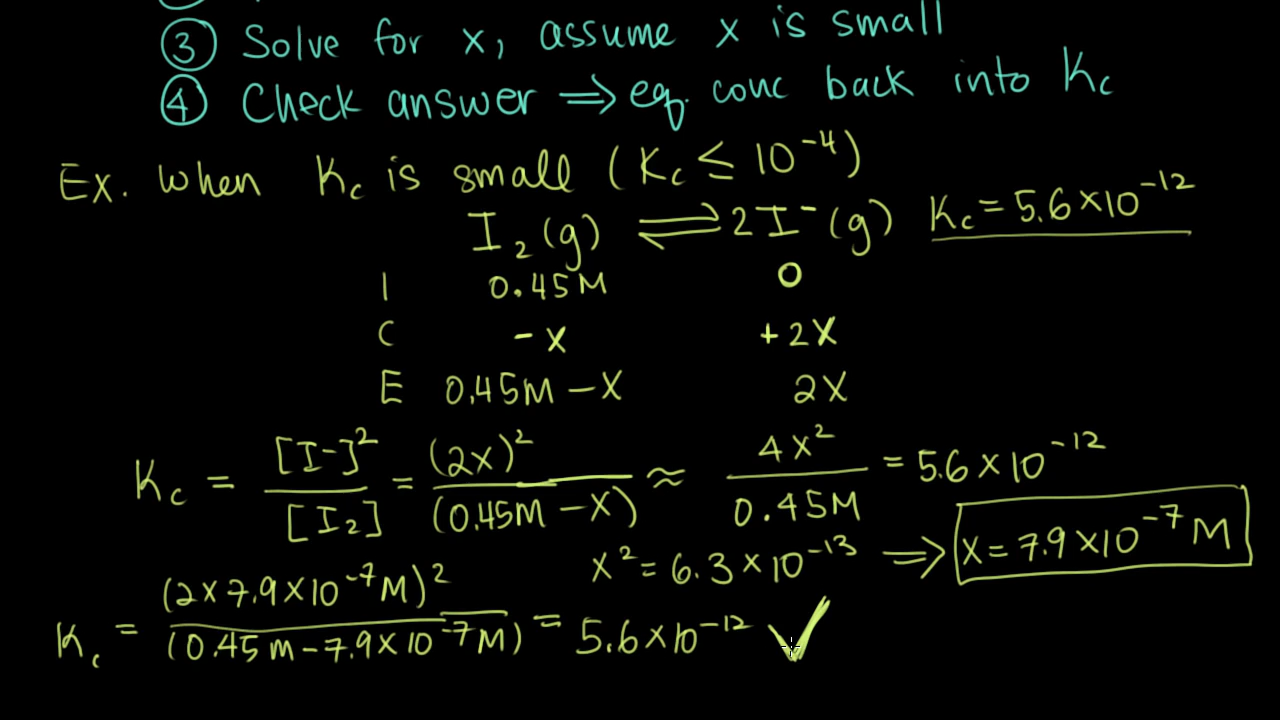 ③ Solve for x, assume x is small
④ Check answer ⇒ eq. conc back into Kc
Ex. when Kc is small (Kc ≤ 10⁻⁴)
I₂(g) ⇌ 2I⁻(g) Kc = 5.6×10⁻¹²
I 0.45M 0
C -x +2x
E 0.45M - x 2x
Kc = [I-]² / [I₂] = (2x)² / (0.45M - x) ≈ 4x² / 0.45M = 5.6×10⁻¹²
x² = 6.3×10⁻¹³ ⇒ x = 7.9×10⁻⁷ M
Kc = (2×7.9×10⁻⁷M)² / (0.45M - 7.9×10⁻⁷M) = 5.6×10⁻¹² ✓